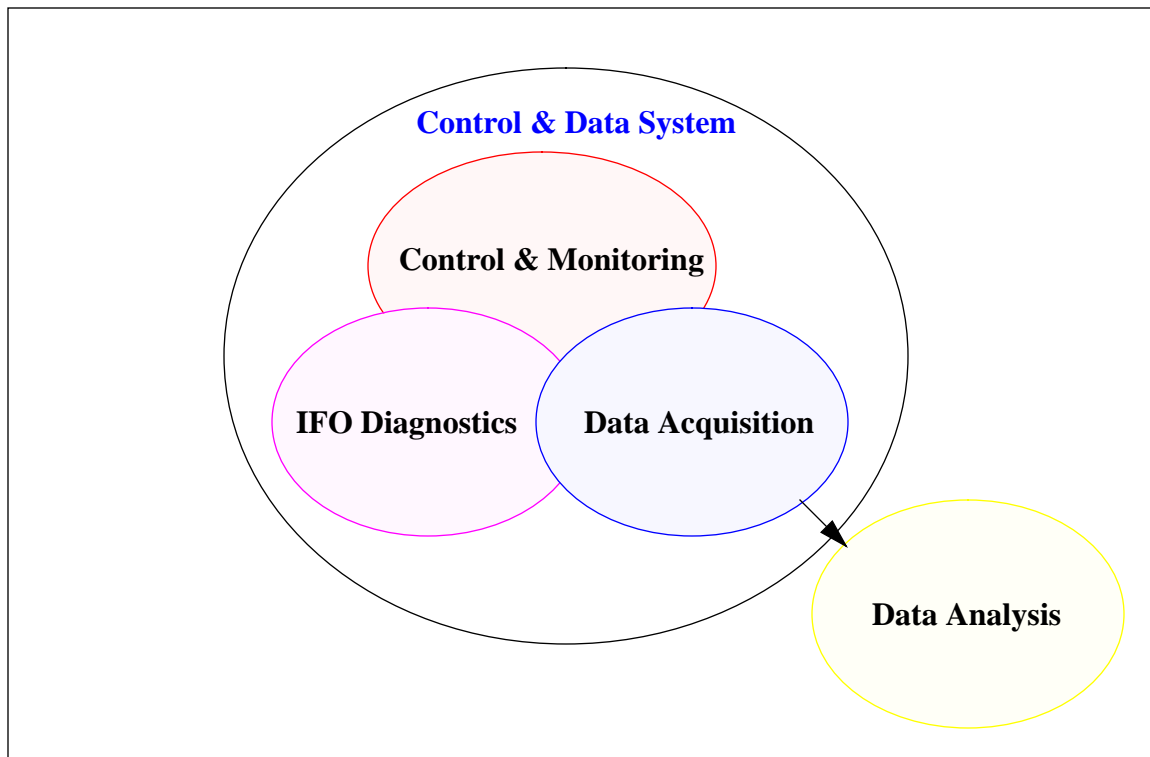 Control & Data System
Control & Monitoring
IFO Diagnostics
Data Acquisition
Data Analysis